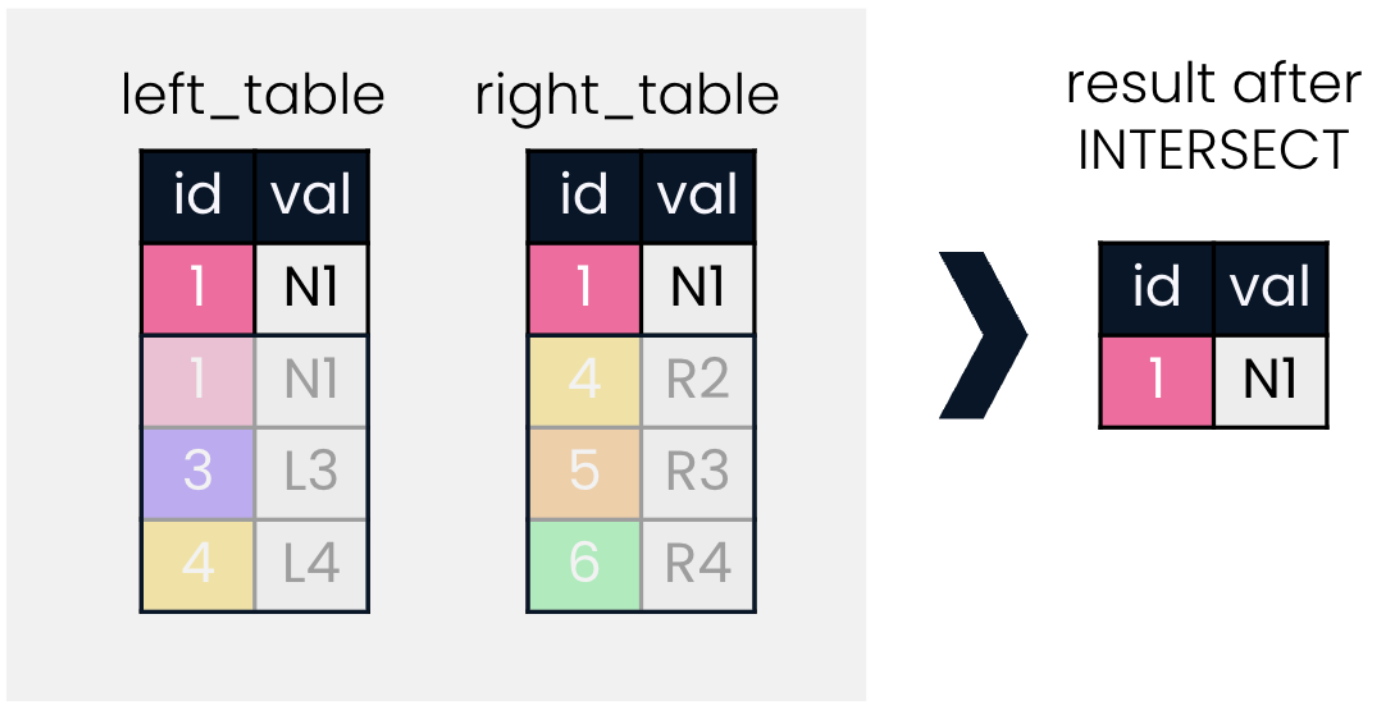 left_table right_table
id val id val
1 N1 1 N1
1 N1 4 R2
3 L3 5 R3
4 L4 6 R4
result after
INTERSECT
id val
1 N1